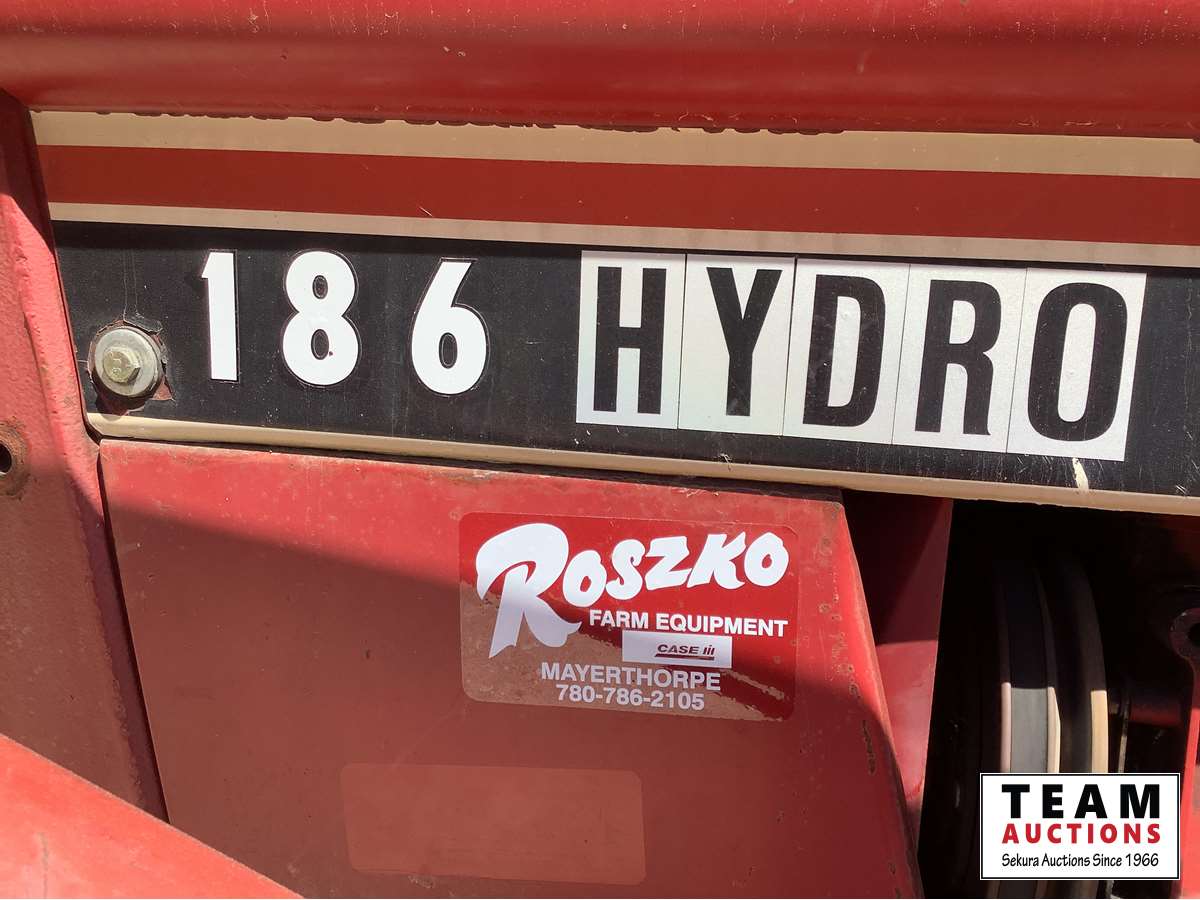 186 HYDRO
ROSZKO
FARM EQUIPMENT
CASE IH
MAYERTHORPE
780-786-2105
TEAM
AUCTIONS
Sekura Auctions Since 1966